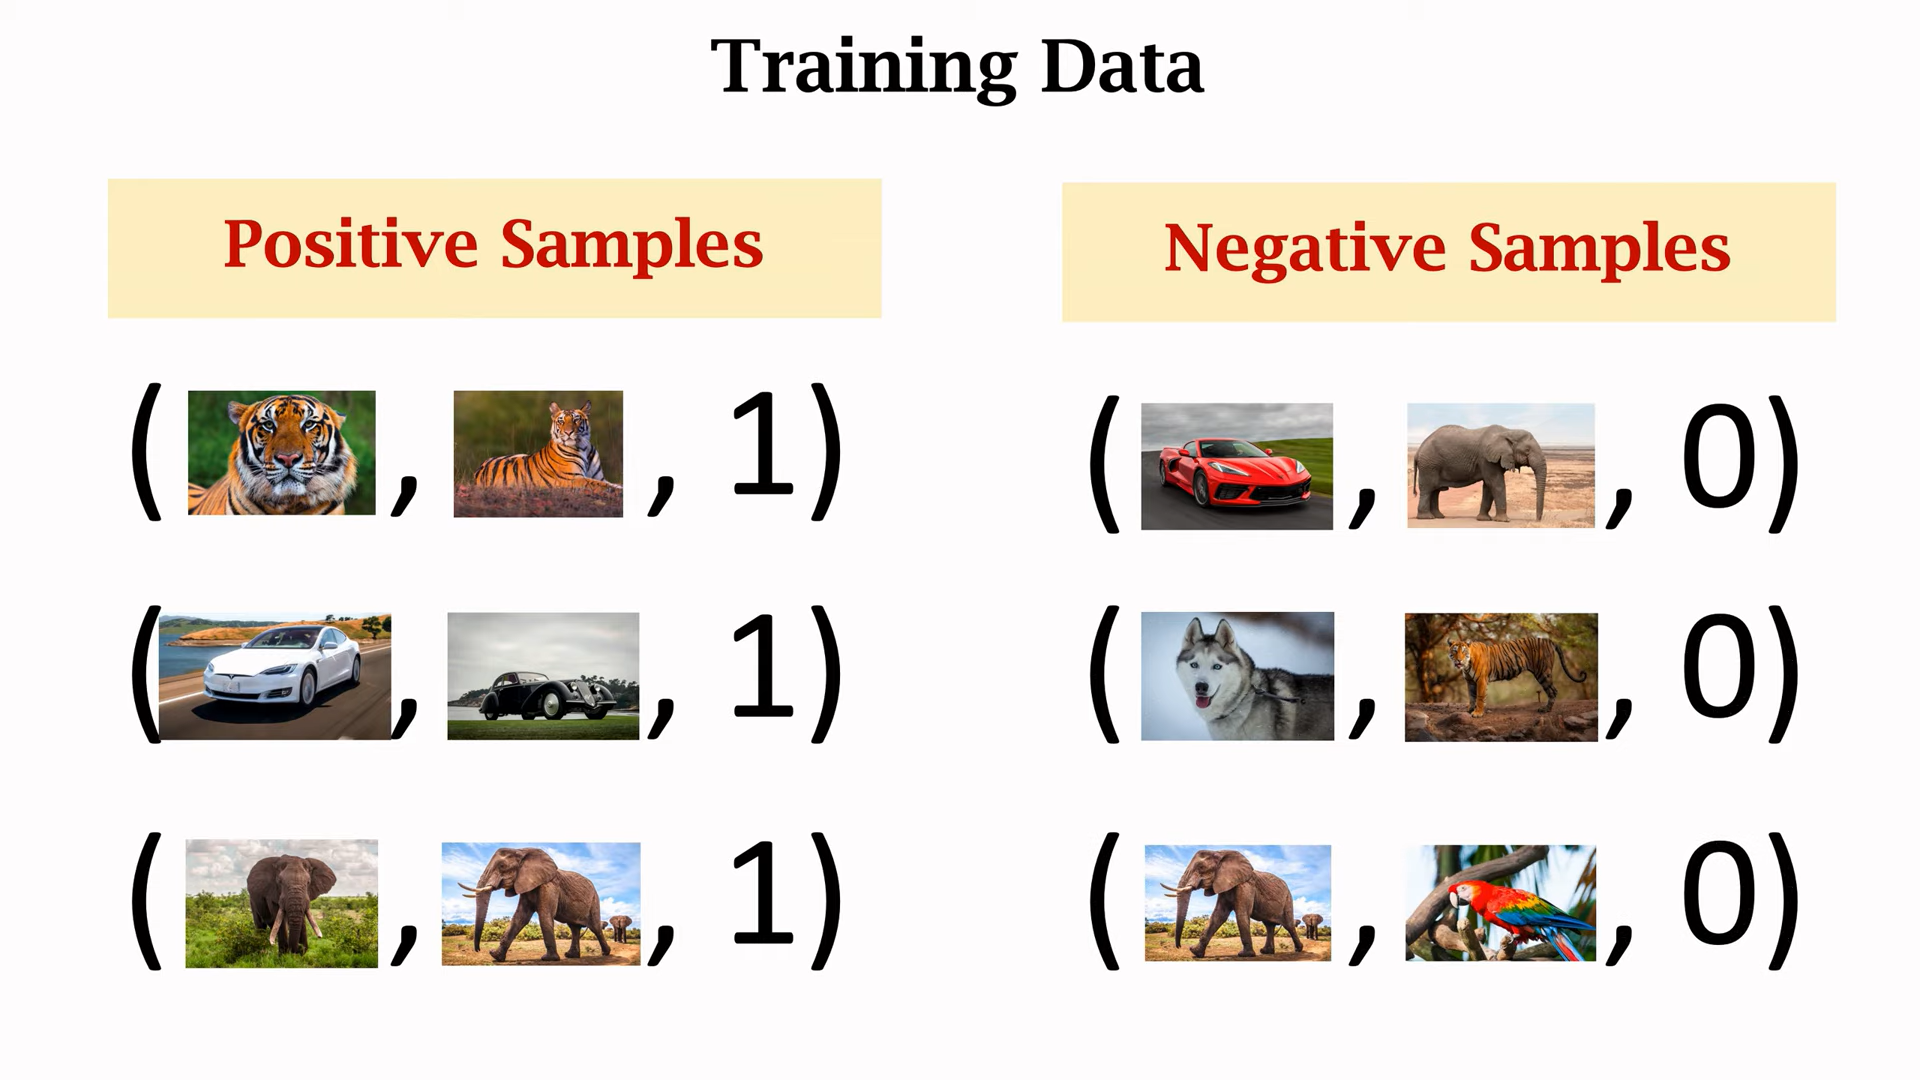 Training Data
Positive Samples
Negative Samples
( , , 1)
( , , 0)
( , , 1)
( , , 0)
( , , 1)
( , , 0)